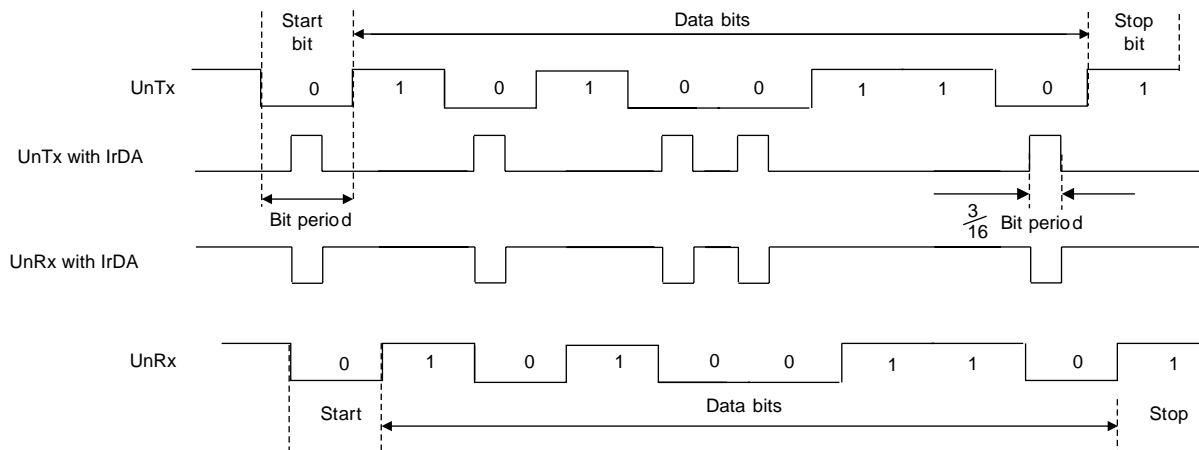 Start
bit
Data bits
Stop
bit
UnTx
0 1 0 1 0 0 1 1 0 1
UnTx with IrDA
Bit period
3/16 Bit period
UnRx with IrDA
UnRx
0 1 0 1 0 0 1 1 0 1
Start
Data bits
Stop